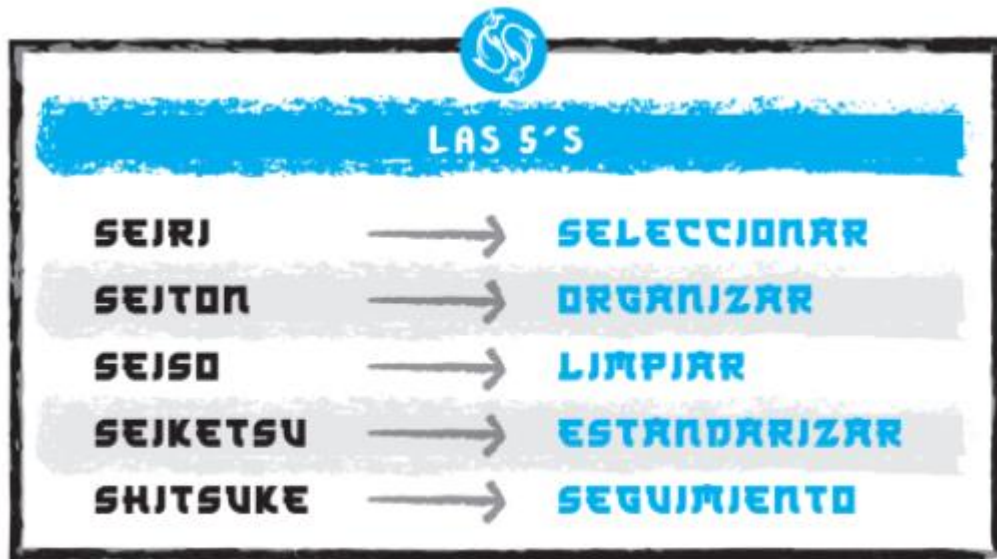 LAS 5'S
SEIRI → SELECCIONAR
SEITON → ORGANIZAR
SEISO → LIMPIAR
SEIKETSU → ESTANDARIZAR
SHITSUKE → SEGUIMIENTO